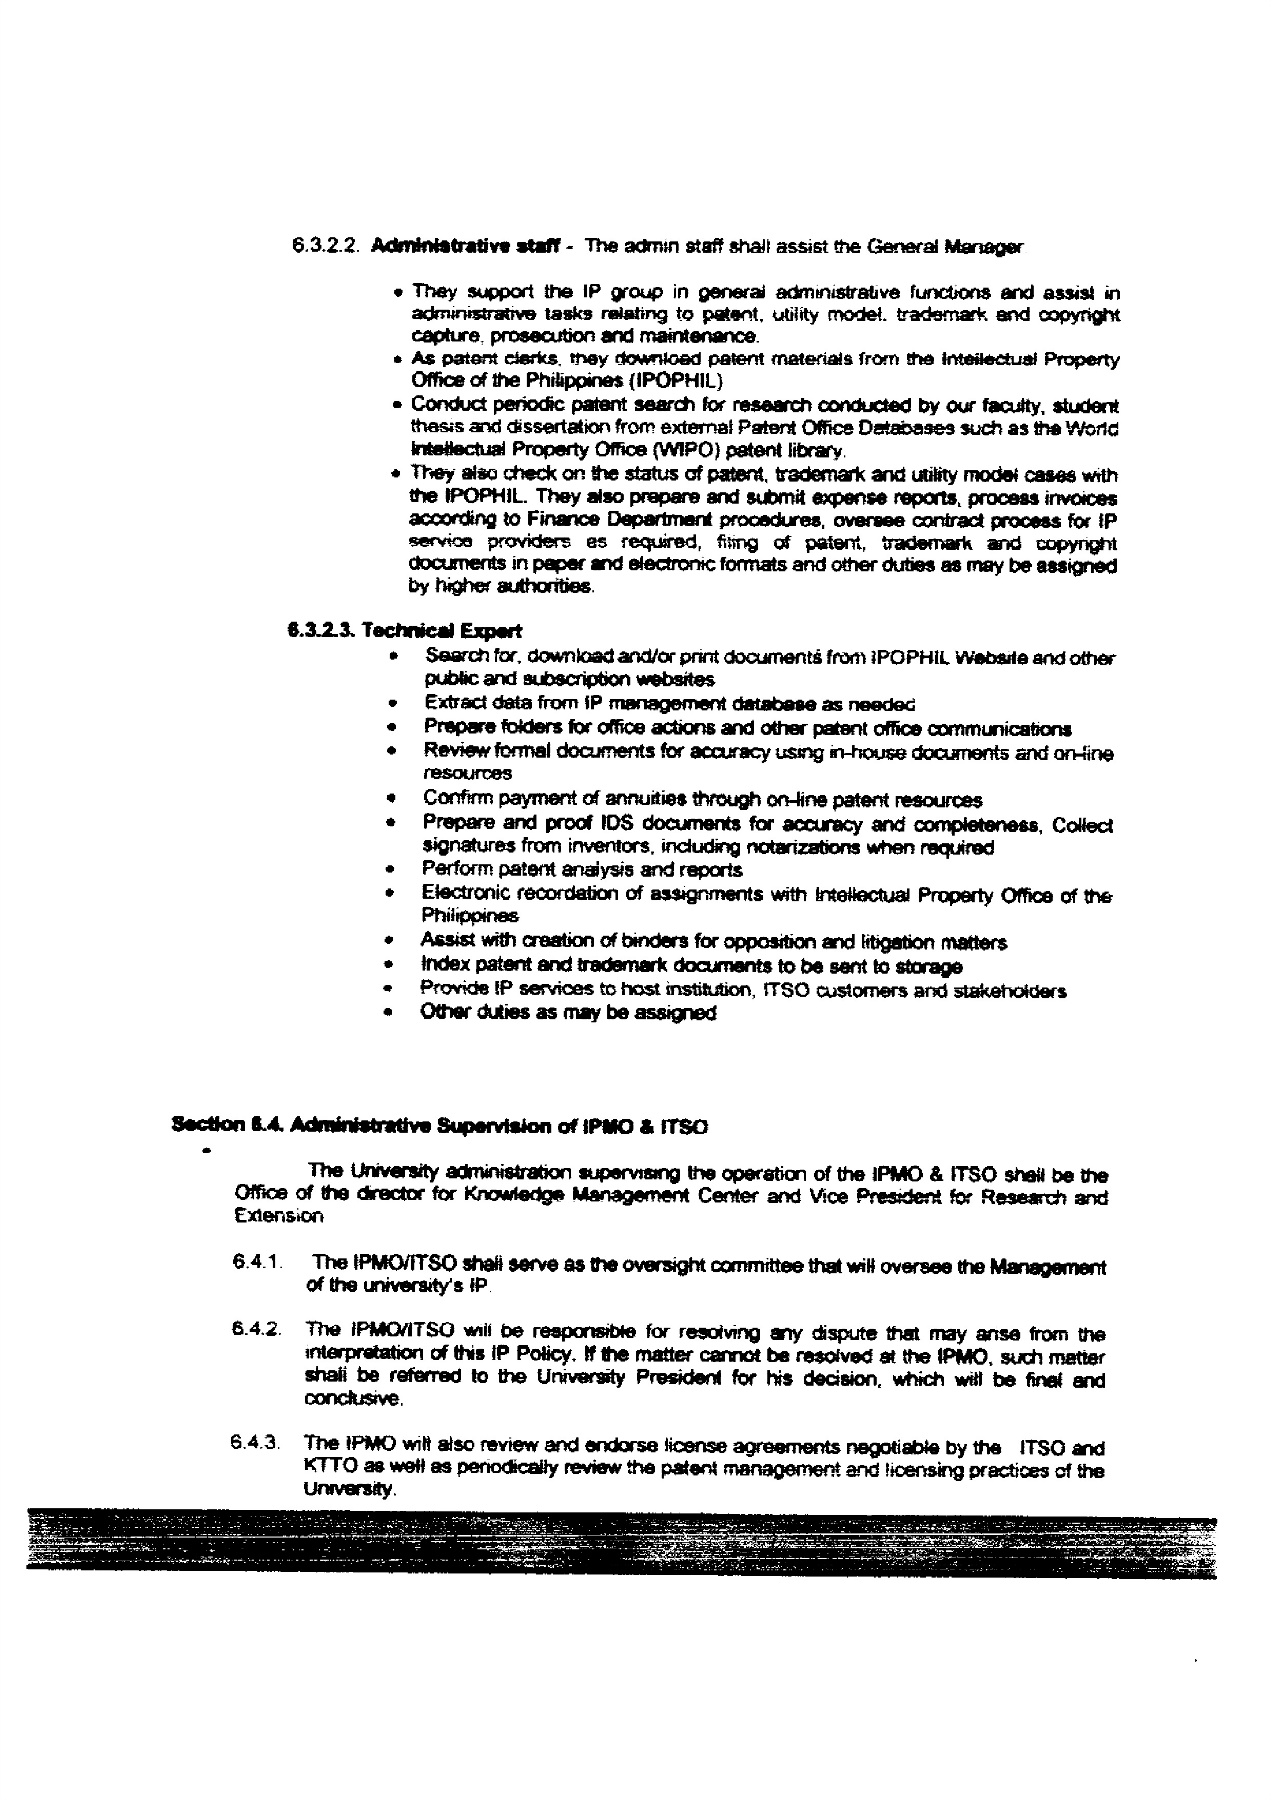 6.3.2.2. Administrative staff - The admin staff shall assist the General Manager
• They support the IP group in general administrative functions and assist in
administrative tasks relating to patent, utility model, trademark and copyright
capture, prosecution and maintenance.
• As patent clerks, they download patent materials from the Intellectual Property
Office of the Philippines (IPOPHIL)
• Conduct periodic patent search for research conducted by our faculty, student
thesis and dissertation from external Patent Office Databases such as the World
Intellectual Property Office (WIPO) patent library.
• They also check on the status of patent, trademark and utility model cases with
the IPOPHIL. They also prepare and submit expense reports, process invoices
according to Finance Department procedures, oversee contract process for IP
service providers as required, filing of patent, trademark and copyright
documents in paper and electronic formats and other duties as may be assigned
by higher authorities.
6.3.2.3. Technical Expert
• Search for, download and/or print documents from IPOPHIL Website and other
public and subscription websites
• Extract data from IP management database as needed
• Prepare folders for office actions and other patent office communications
• Review formal documents for accuracy using in-house documents and on-line
resources
• Confirm payment of annuities through on-line patent resources
• Prepare and proof IDS documents for accuracy and completeness, Collect
signatures from inventors, including notarizations when required
• Perform patent analysis and reports
• Electronic recordation of assignments with Intellectual Property Office of the
Philippines
• Assist with creation of binders for opposition and litigation matters
• Index patent and trademark documents to be sent to storage
• Provide IP services to host institution, ITSO customers and stakeholders
• Other duties as may be assigned
Section 6.4. Administrative Supervision of IPMO & ITSO
The University administration supervising the operation of the IPMO & ITSO shall be the
Office of the director for Knowledge Management Center and Vice President for Research and
Extension
6.4.1. The IPMO/ITSO shall serve as the oversight committee that will oversee the Management
of the university's IP.
6.4.2. The IPMO/ITSO will be responsible for resolving any dispute that may arise from the
interpretation of this IP Policy. If the matter cannot be resolved at the IPMO, such matter
shall be referred to the University President for his decision, which will be final and
conclusive.
6.4.3. The IPMO will also review and endorse license agreements negotiable by the ITSO and
KTTO as well as periodically review the patent management and licensing practices of the
University.